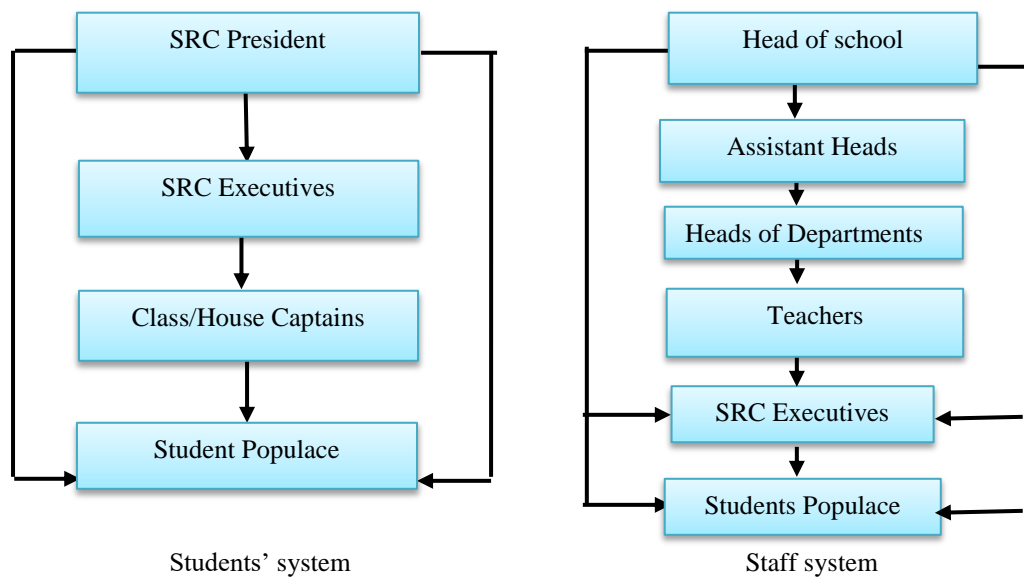 SRC President
SRC Executives
Class/House Captains
Student Populace
Students’ system
Head of school
Assistant Heads
Heads of Departments
Teachers
SRC Executives
Students Populace
Staff system